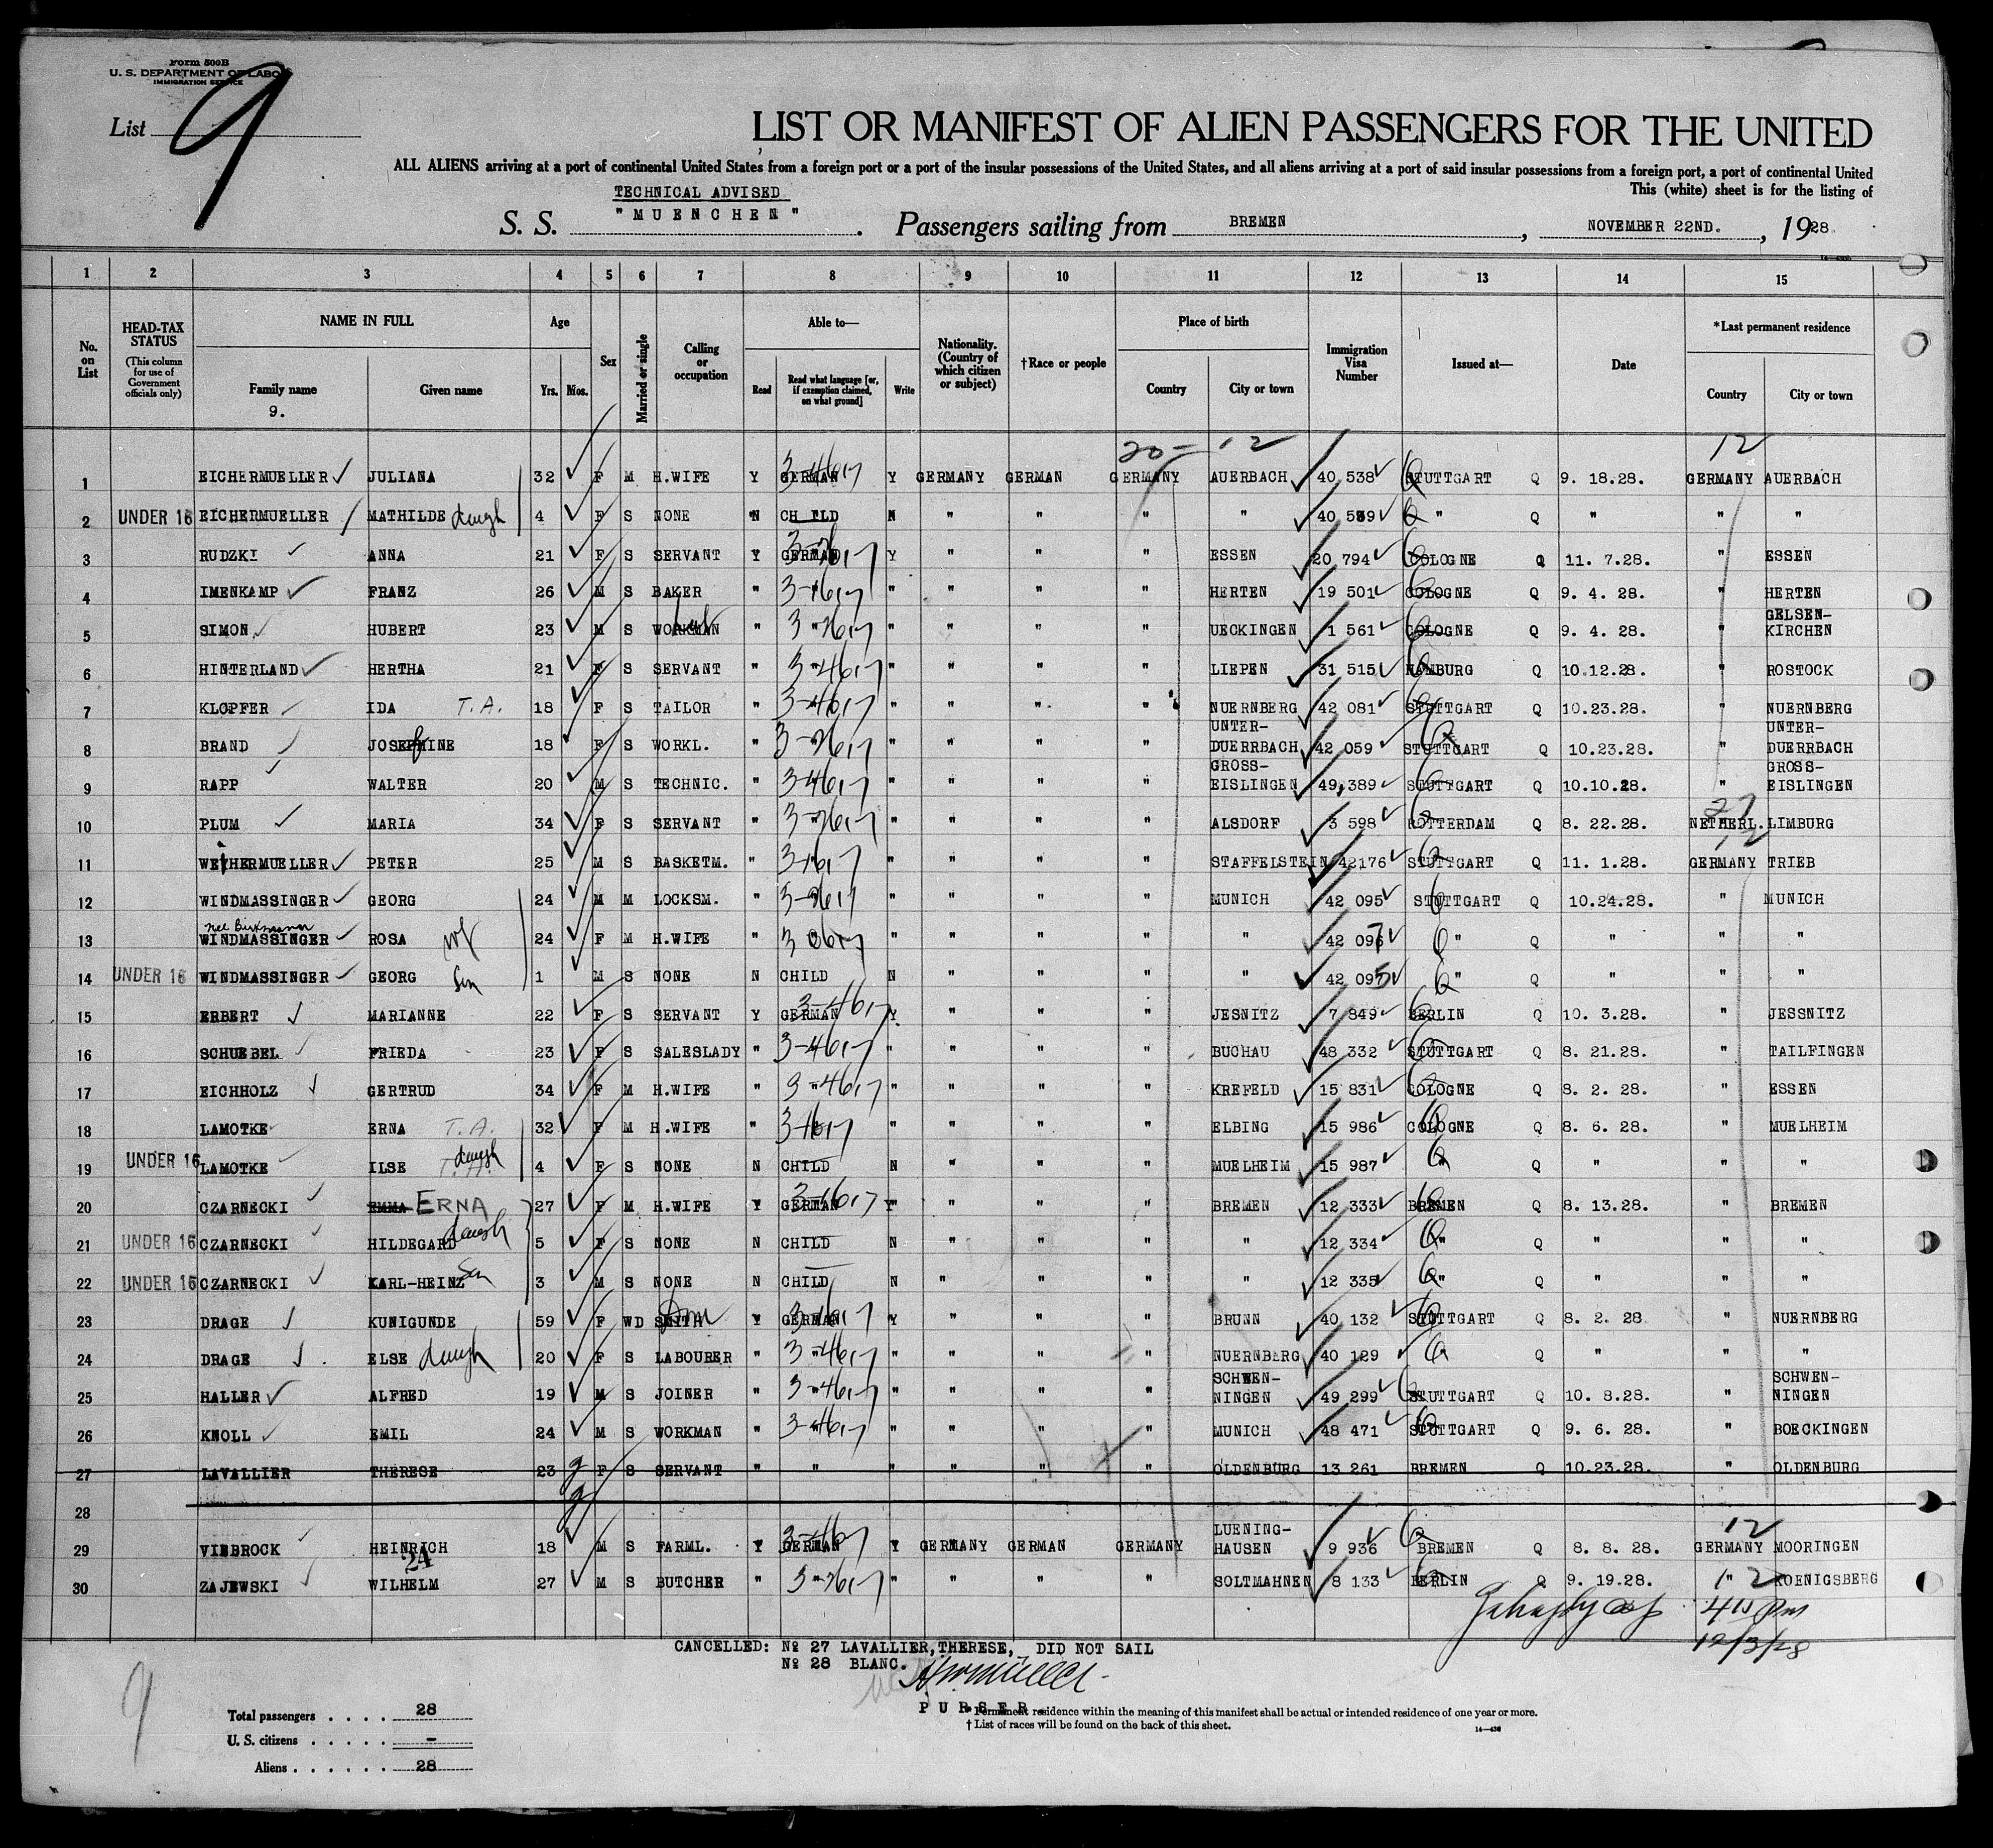 Form 500B
U. S. DEPARTMENT OF LABOR
IMMIGRATION SERVICE
List 9
LIST OR MANIFEST OF ALIEN PASSENGERS FOR THE UNITED
ALL ALIENS arriving at a port of continental United States from a foreign port or a port of the insular possessions of the United States, and all aliens arriving at a port of said insular possessions from a foreign port, a port of continental United
This (white) sheet is for the listing of
TECHNICAL ADVISED
S. S. "MUENCHEN". Passengers sailing from BREMEN, NOVEMBER 22ND., 1928.
1 2 3 4 5 6 7 8 9 10 11 12 13 14 15
No. on List
HEAD-TAX STATUS
(This column for use of Government officials only)
NAME IN FULL
Family name
Given name
9.
Age
Yrs. Mos.
Sex
Married or single
Calling or occupation
Able to—
Read
Read what language [or, if exemption claimed, on what ground]
Write
Nationality. (Country of which citizen or subject)
†Race or people
Place of birth
Country
City or town
Immigration Visa Number
Issued at—
Date
*Last permanent residence
Country
City or town
20 - 12 12
1 EICHERMUELLER JULIANA 32 F M H.WIFE Y GERMAN Y GERMANY GERMAN GERMANY AUERBACH 40 538 STUTTGART Q 9. 18.28. GERMANY AUERBACH
2 UNDER 16 EICHERMUELLER MATHILDE daugh 4 F S NONE N CHILD N " " " " 40 539 " Q " " "
3 RUDZKI ANNA 21 F S SERVANT Y GERMAN Y " " " ESSEN 20 794 COLOGNE Q 11. 7.28. " ESSEN
4 IMENKAMP FRANZ 26 M S BAKER " " " " " " HERTEN 19 501 COLOGNE Q 9. 4. 28. " HERTEN
5 SIMON HUBERT 23 M S WORKMAN " " " " " " UECKINGEN 1 561 COLOGNE Q 9. 4. 28. " GELSEN-KIRCHEN
6 HINTERLAND HERTHA 21 F S SERVANT " " " " " " LIEPEN 31 515 HAMBURG Q 10.12.28. " ROSTOCK
7 KLOPFER IDA T.A. 18 F S TAILOR " " " " " " NUERNBERG 42 081 STUTTGART Q 10.23.28. " NUERNBERG
8 BRAND JOSEPHINE 18 F S WORKL. " " " " " " UNTER-DUERRBACH 42 059 STUTTGART Q 10.23.28. " UNTER-DUERRBACH
9 RAPP WALTER 20 M S TECHNIC. " " " " " " GROSS-EISLINGEN 49,389 STUTTGART Q 10.10.28. " GROSS-EISLINGEN
10 PLUM MARIA 34 F S SERVANT " " " " " " ALSDORF 3 598 ROTTERDAM Q 8. 22.28. NETHERL. LIMBURG
11 WEIHERMUELLER PETER 25 M S BASKETM. " " " " " " STAFFELSTEIN 42176 STUTTGART Q 11. 1.28. GERMANY TRIEB
12 WINDMASSINGER GEORG 24 M M LOCKSM. " " " " " " MUNICH 42 095 STUTTGART Q 10.24.28. " MUNICH
13 nee Birkmann WINDMASSINGER ROSA wf 24 F M H.WIFE " " " " " " " 42 097 " Q " " "
14 UNDER 16 WINDMASSINGER GEORG Son 1 M S NONE N CHILD N " " " " 42 095 " Q " " "
15 ERBERT MARIANNE 22 F S SERVANT Y GERMAN Y " " " JESNITZ 7 849 BERLIN Q 10. 3.28. " JESSNITZ
16 SCHUEBEL FRIEDA 23 F S SALESLADY " " " " " " BUCHAU 48 332 STUTTGART Q 8. 21.28. " TAILFINGEN
17 EICHHOLZ GERTRUD 34 F M H.WIFE " " " " " " KREFELD 15 831 COLOGNE Q 8. 2. 28. " ESSEN
18 LAMOTKE ERNA T.A. 32 F M H.WIFE " " " " " " ELBING 15 986 COLOGNE Q 8. 6. 28. " MUELHEIM
19 UNDER 16 LAMOTKE ILSE daugh 4 F S NONE N CHILD N " " " MUELHEIM 15 987 " Q " " "
20 CZARNECKI EMMA ERNA 27 F M H.WIFE Y GERMAN Y " " " BREMEN 12 333 BREMEN Q 8. 13.28. " BREMEN
21 UNDER 16 CZARNECKI HILDEGARD daugh 5 F S NONE N CHILD N " " " " 12 334 " Q " " "
22 UNDER 16 CZARNECKI KARL-HEINZ Son 3 M S NONE N CHILD N " " " " 12 335 " Q " " "
23 DRAGE KUNIGUNDE 59 F WD SMITH Y GERMAN Y " " " BRUNN 40 132 STUTTGART Q 8. 2. 28 " NUERNBERG
24 DRAGE ELSE daugh 20 F S LABOURER " " " " " " NUERNBERG 40 129 Q " " "
25 HALLER ALFRED 19 M S JOINER " " " " " " SCHWEN-NINGEN 49 299 STUTTGART Q 10. 8.28. " SCHWEN-NINGEN
26 KNOLL EMIL 24 M S WORKMAN " " " " " " MUNICH 48 471 STUTTGART Q 9. 6. 28. " BOECKINGEN
27 LAVALLIER THERESE 23 F S SERVANT " " " " " " OLDENBURG 13 261 BREMEN Q 10.23.28. " OLDENBURG
28
29 VIEBROCK HEINRICH 18 M S FARML. Y GERMAN Y GERMANY GERMAN GERMANY LUENING-HAUSEN 9 936 BREMEN Q 8. 8. 28. GERMANY MOORINGEN
30 ZAJEWSKI WILHELM 24 27 M S BUTCHER " " " " " " SOLTMAHNEN 8 133 BERLIN Q 9. 19.28. " KOENIGSBERG
410 Pm
12/3/28
CANCELLED: No 27 LAVALLIER,THERESE, DID NOT SAIL
No 28 BLANC.
PURSER.
9
Total passengers . . . . 28
U. S. citizens . . . . . –
Aliens . . . . . . 28
* Permanent residence within the meaning of this manifest shall be actual or intended residence of one year or more.
† List of races will be found on the back of this sheet.
14—430